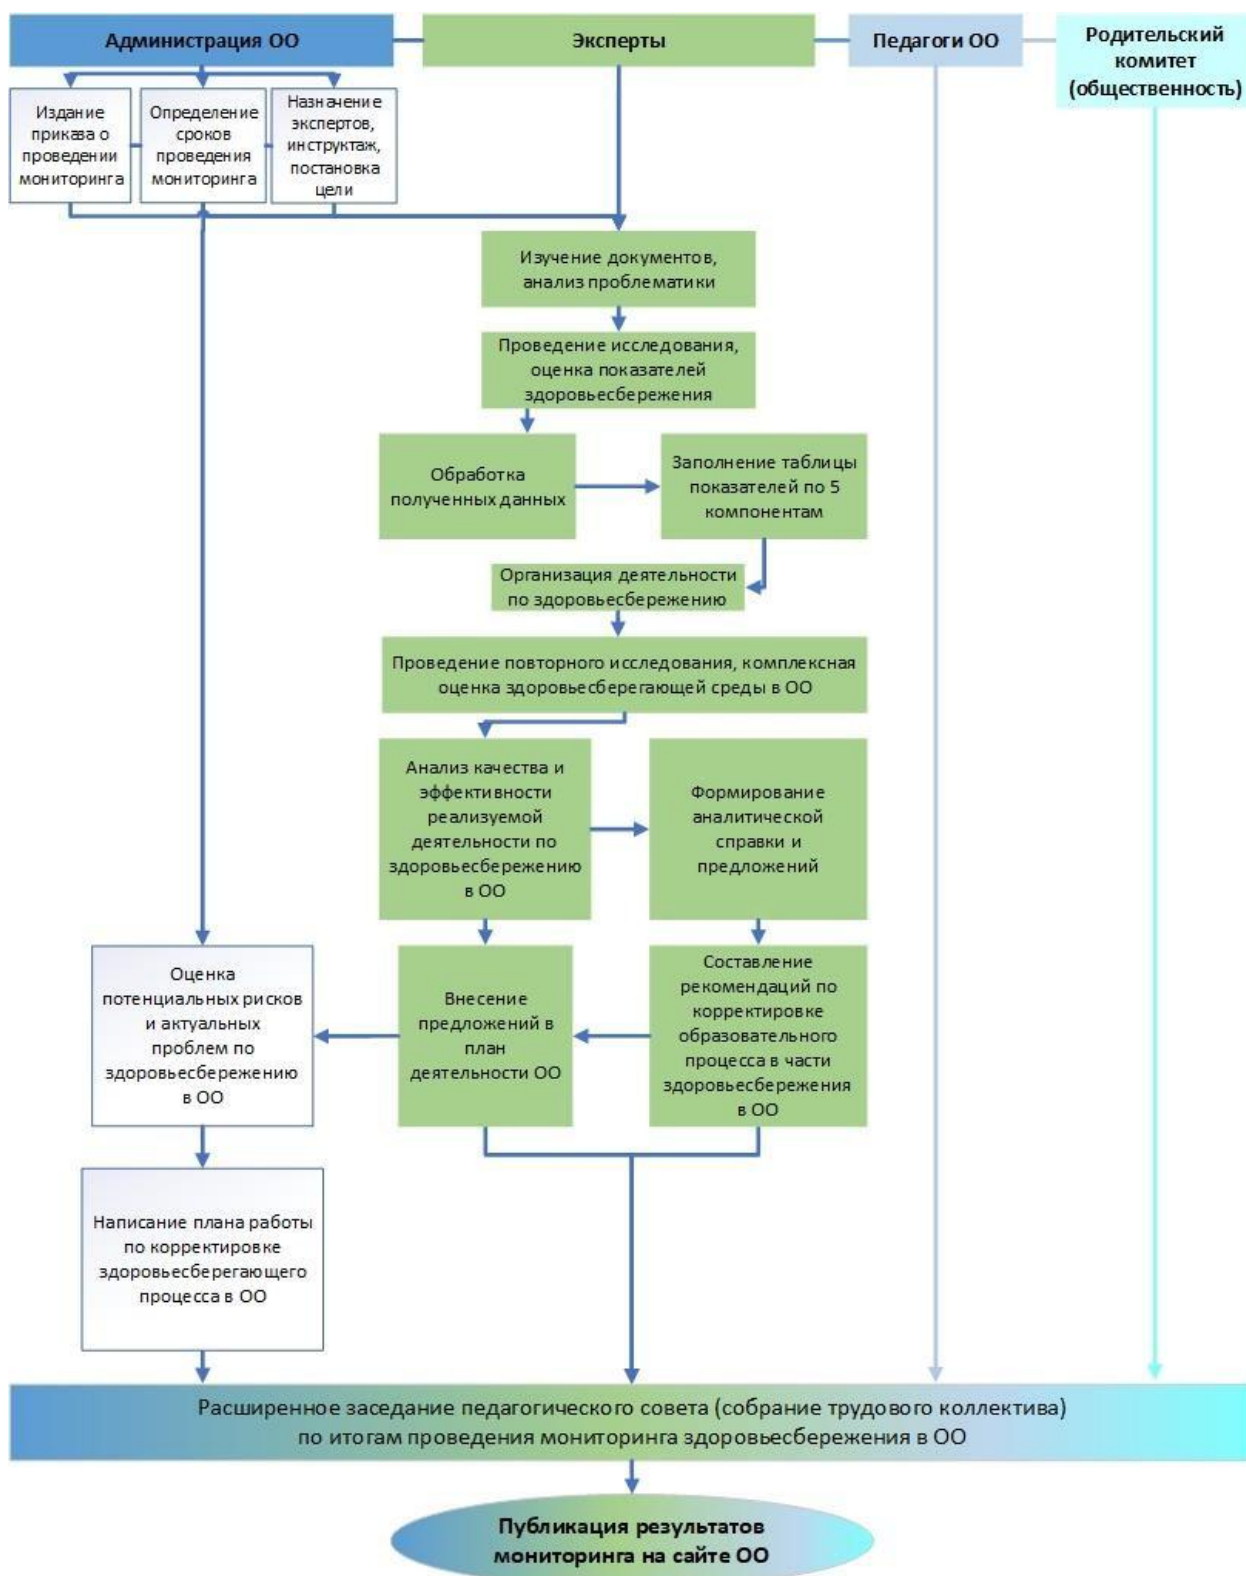 Администрация ОО
Эксперты
Педагоги ОО
Родительский
комитет
(общественность)
Издание
приказа о
проведении
мониторинга
Определение
сроков
проведения
мониторинга
Назначение
экспертов,
инструктаж,
постановка
цели
Изучение документов,
анализ проблематики
Проведение исследования,
оценка показателей
здоровьесбережения
Обработка
полученных данных
Заполнение таблицы
показателей по 5
компонентам
Организация деятельности
по здоровьесбережению
Проведение повторного исследования, комплексная
оценка здоровьесберегающей среды в ОО
Анализ качества и
эффективности
реализуемой
деятельности по
здоровьесбережению
в ОО
Формирование
аналитической
справки и
предложений
Оценка
потенциальных рисков
и актуальных
проблем по
здоровьесбережению
в ОО
Внесение
предложений в
план
деятельности ОО
Составление
рекомендаций по
корректировке
образовательного
процесса в части
здоровьесбережения
в ОО
Написание плана работы
по корректировке
здоровьесберегающего
процесса в ОО
Расширенное заседание педагогического совета (собрание трудового коллектива)
по итогам проведения мониторинга здоровьесбережения в ОО
Публикация результатов
мониторинга на сайте ОО